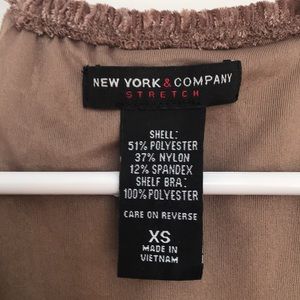 NEW YORK & COMPANY
STRETCH
SHELL:
51% POLYESTER
37% NYLON
12% SPANDEX
SHELF BRA:
100% POLYESTER
CARE ON REVERSE
XS
MADE IN
VIETNAM